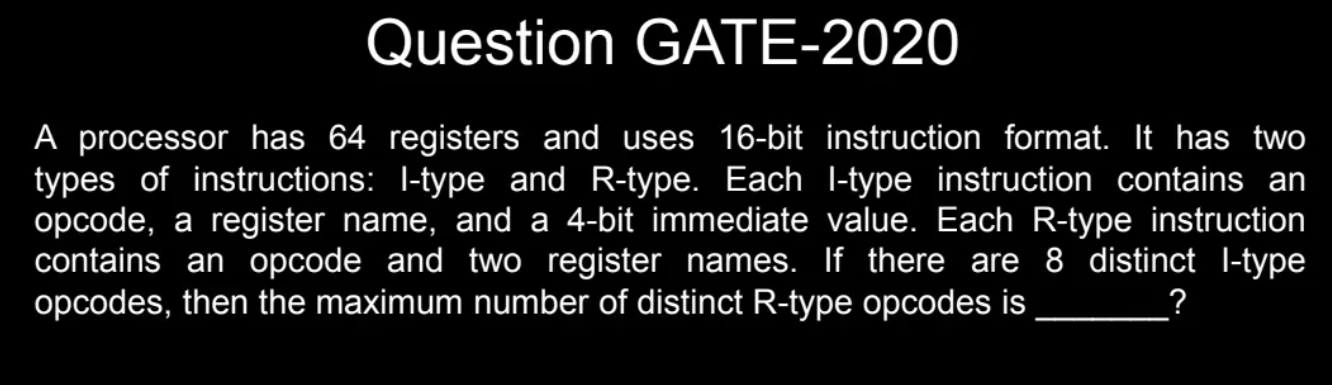 Question GATE-2020
A processor has 64 registers and uses 16-bit instruction format. It has two
types of instructions: I-type and R-type. Each I-type instruction contains an
opcode, a register name, and a 4-bit immediate value. Each R-type instruction
contains an opcode and two register names. If there are 8 distinct I-type
opcodes, then the maximum number of distinct R-type opcodes is _______?